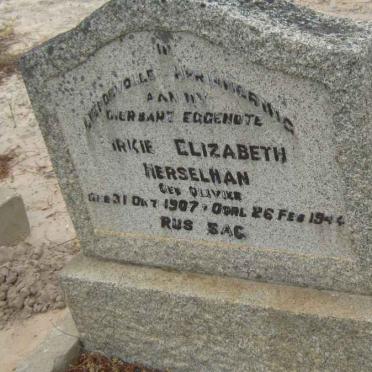 IN
LIEFDEVOLLE HERINNERING
AAN MY
DIERBARE EGGENOTE
ELIZABETH
HERSELMAN
GEB OLIVIER
GEB 31 OKT 1907 • OORL 26 FEB 1944
RUS SAG